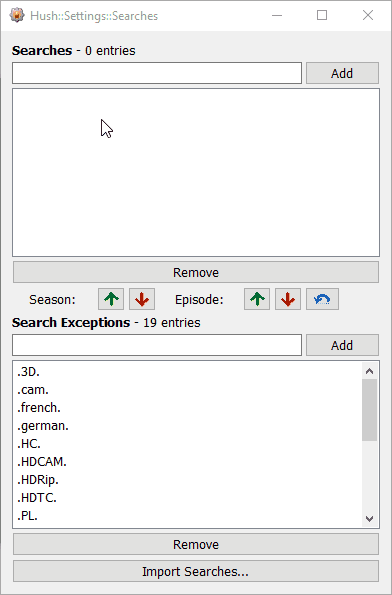 Hush::Settings::Searches
Searches - 0 entries
Add
Remove
Season: Episode:
Search Exceptions - 19 entries
Add
.3D.
.cam.
.french.
.german.
.HC.
.HDCAM.
.HDRip.
.HDTC.
.PL.
Remove
Import Searches...